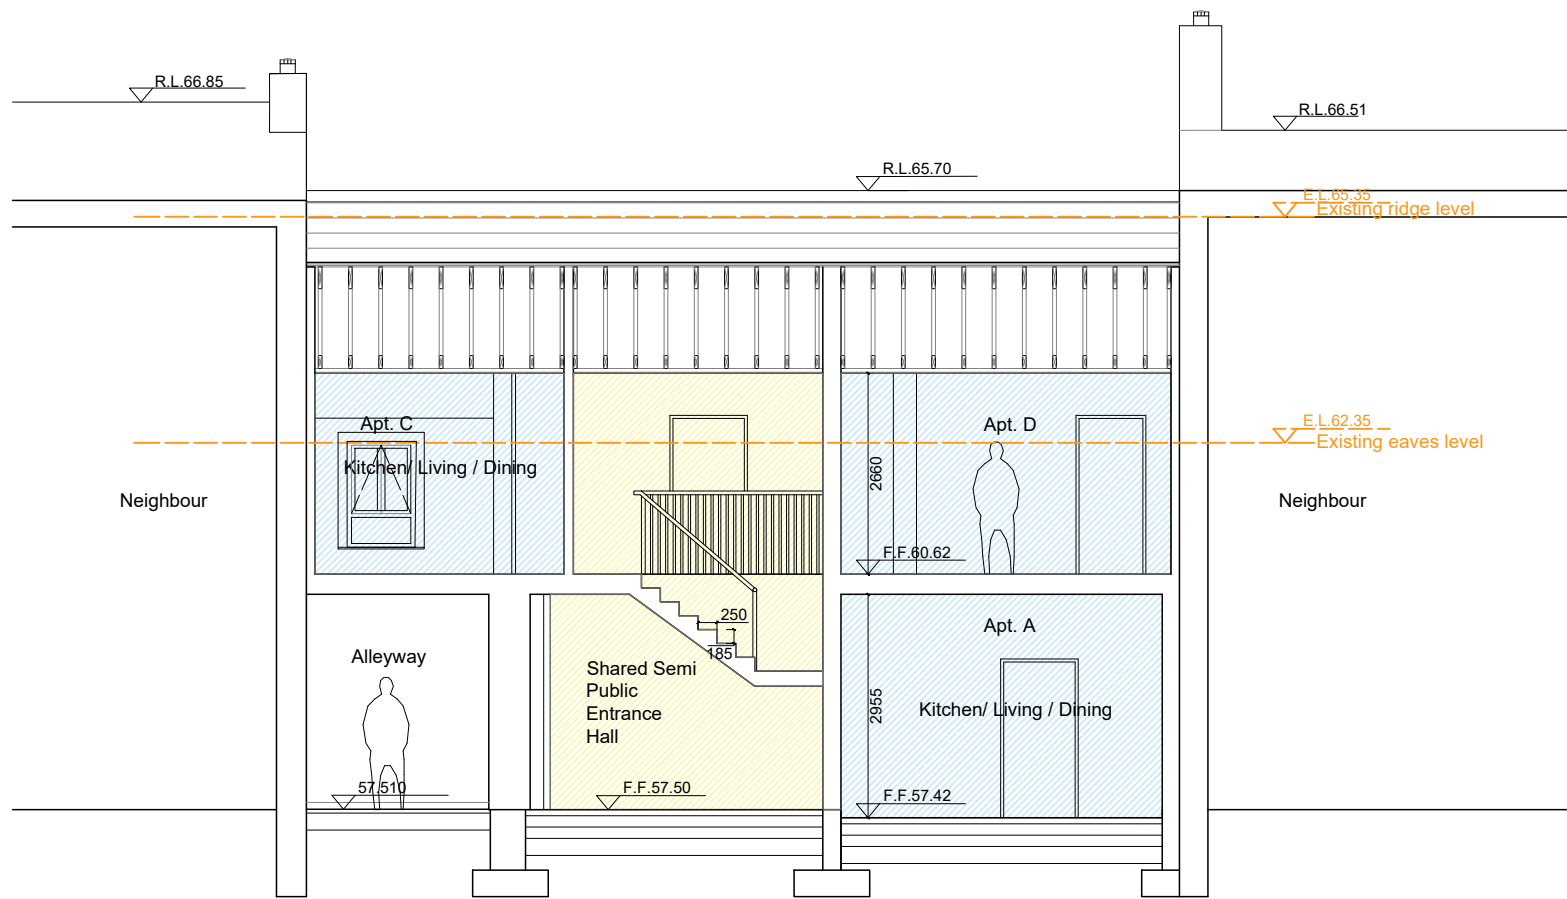 R.L.66.85
R.L.66.51
R.L.65.70
E.L.65.35
Existing ridge level
Apt. C
Apt. D
E.L.62.35
Existing eaves level
Kitchen/ Living / Dining
2660
Neighbour
Neighbour
F.F.60.62
250
185
Apt. A
Alleyway
Shared Semi
Public
Entrance
Hall
2955
Kitchen/ Living / Dining
57.510
F.F.57.50
F.F.57.42